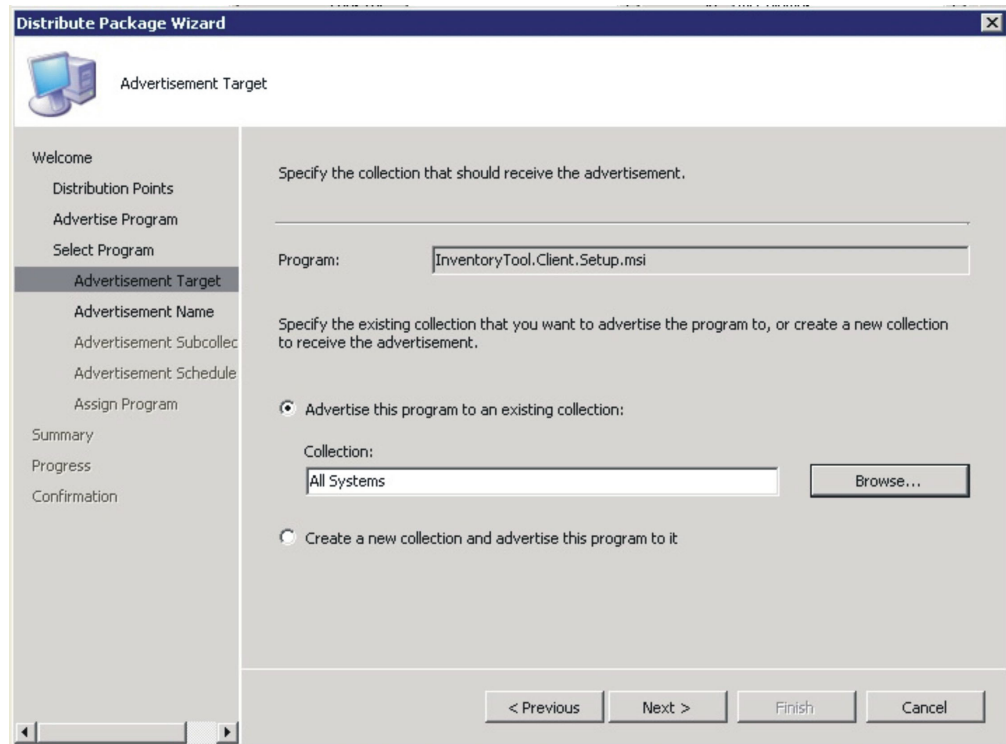 Distribute Package Wizard
Advertisement Target
Welcome
Distribution Points
Advertise Program
Select Program
Advertisement Target
Advertisement Name
Advertisement Subcollec
Advertisement Schedule
Assign Program
Summary
Progress
Confirmation
Specify the collection that should receive the advertisement.
Program:
InventoryTool.Client.Setup.msi
Specify the existing collection that you want to advertise the program to, or create a new collection
to receive the advertisement.
Advertise this program to an existing collection:
Collection:
All Systems
Browse...
Create a new collection and advertise this program to it
< Previous
Next >
Finish
Cancel